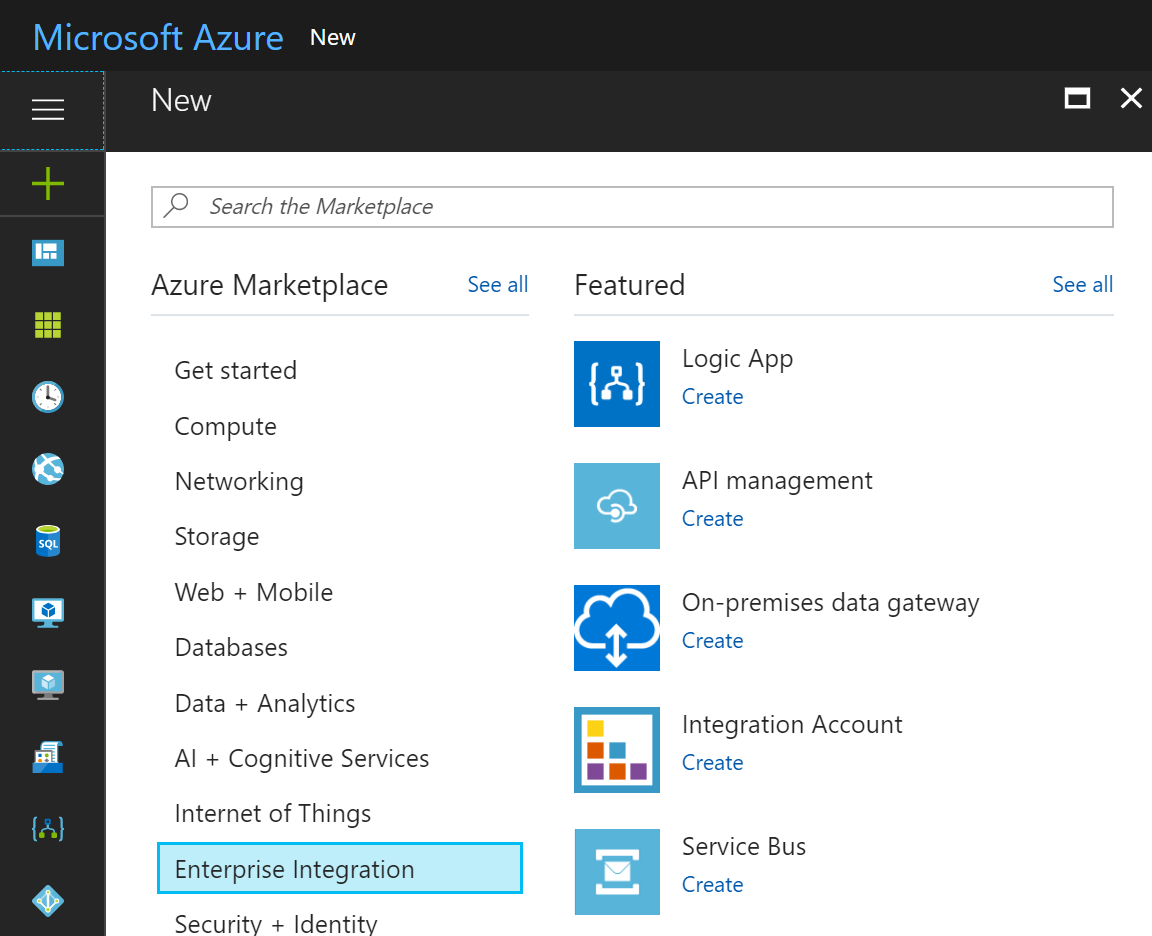 Microsoft Azure New
New
Search the Marketplace
Azure Marketplace See all
Get started
Compute
Networking
Storage
Web + Mobile
Databases
Data + Analytics
AI + Cognitive Services
Internet of Things
Enterprise Integration
Security + Identity
Featured See all
Logic App
Create
API management
Create
On-premises data gateway
Create
Integration Account
Create
Service Bus
Create
SQL